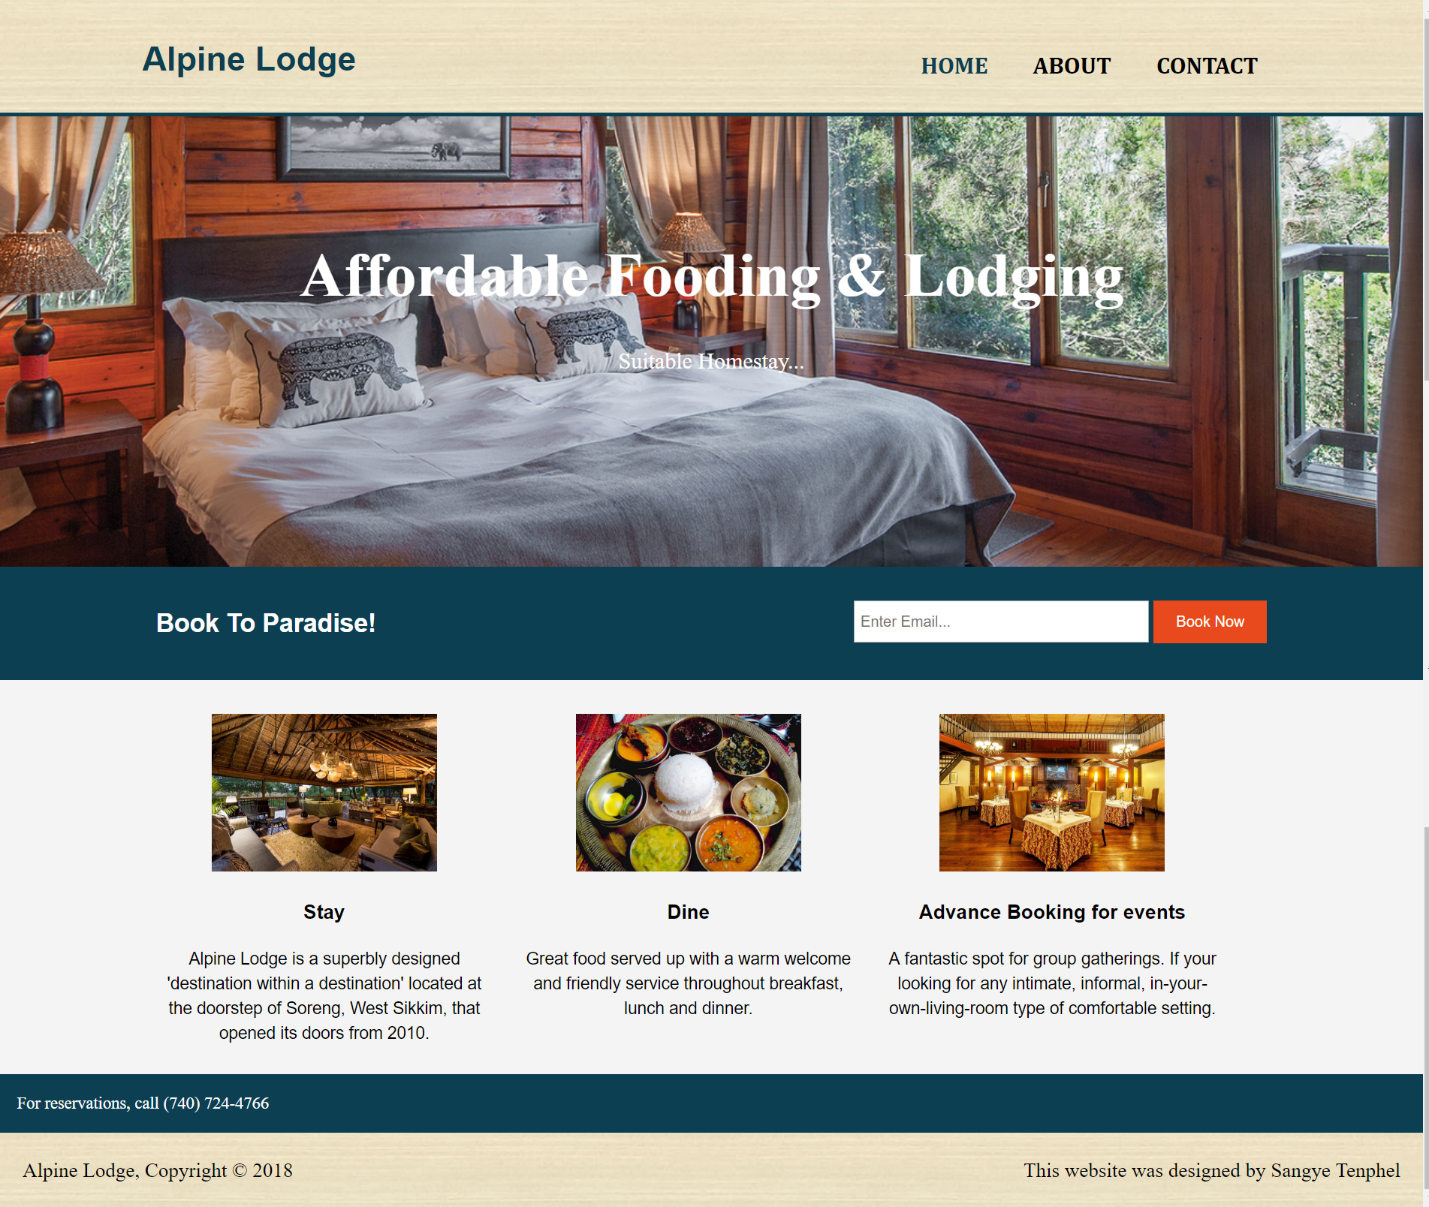 Alpine Lodge
HOME ABOUT CONTACT
Affordable Fooding & Lodging
Suitable Homestay...
Book To Paradise!
Enter Email...
Book Now
Stay
Alpine Lodge is a superbly designed
'destination within a destination' located at
the doorstep of Soreng, West Sikkim, that
opened its doors from 2010.
Dine
Great food served up with a warm welcome
and friendly service throughout breakfast,
lunch and dinner.
Advance Booking for events
A fantastic spot for group gatherings. If your
looking for any intimate, informal, in-your-
own-living-room type of comfortable setting.
For reservations, call (740) 724-4766
Alpine Lodge, Copyright © 2018
This website was designed by Sangye Tenphel